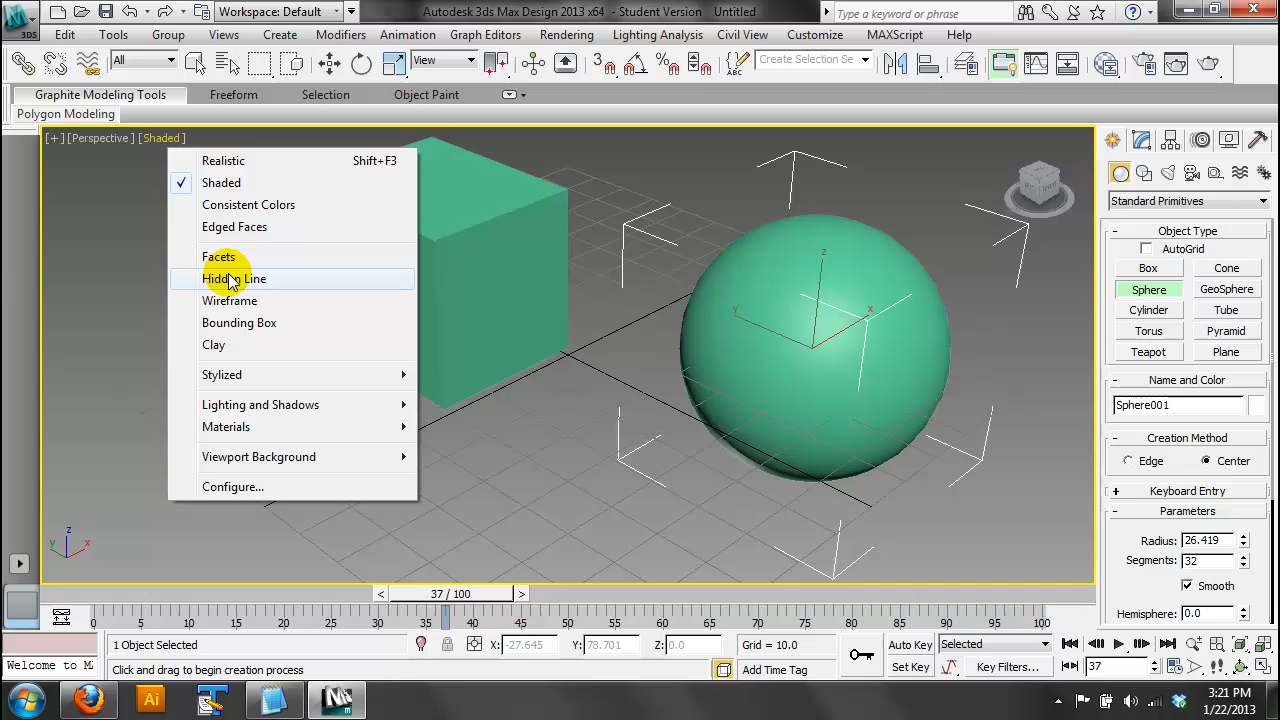 Workspace: Default
Autodesk 3ds Max Design 2013 x64 - Student Version Untitled
Type a keyword or phrase
3DS
Edit Tools Group Views Create Modifiers Animation Graph Editors Rendering Lighting Analysis Civil View Customize MAXScript Help
All
View
Create Selection Se
Graphite Modeling Tools Freeform Selection Object Paint
Polygon Modeling
[+] [Perspective] [Shaded]
Realistic Shift+F3
Shaded
Consistent Colors
Edged Faces
Facets
Hidden Line
Wireframe
Bounding Box
Clay
Stylized
Lighting and Shadows
Materials
Viewport Background
Configure...
z
y
x
z
y
x
Standard Primitives
Object Type
AutoGrid
Box Cone
Sphere GeoSphere
Cylinder Tube
Torus Pyramid
Teapot Plane
Name and Color
Sphere001
Creation Method
Edge Center
Keyboard Entry
Parameters
Radius: 26.419
Segments: 32
Smooth
Hemisphere: 0.0
< 37 / 100 >
0 5 10 15 20 25 30 35 40 45 50 55 60 65 70 75 80 85 90 95 100
1 Object Selected
X: -27.645 Y: 78.701 Z: 0.0
Grid = 10.0
Auto Key Selected
Welcome to M
Click and drag to begin creation process
Add Time Tag
Set Key Key Filters...
37
Ai
3:21 PM
1/22/2013